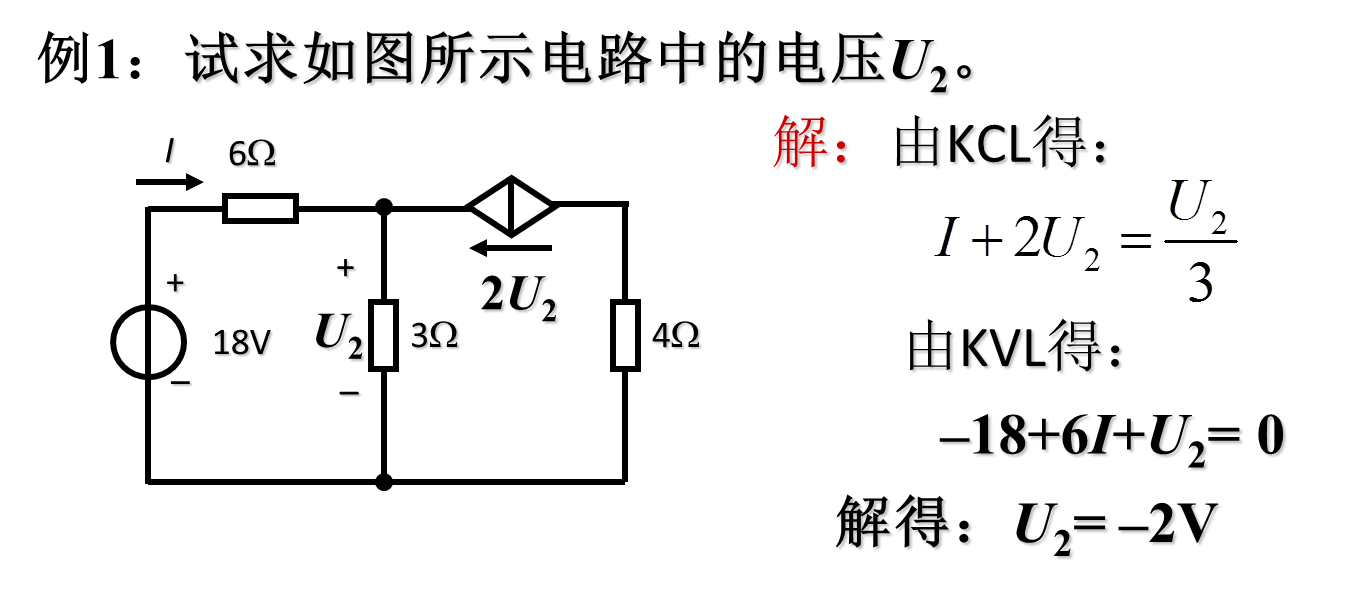 例1：试求如图所示电路中的电压U₂。
解：由KCL得：
I + 2U₂ = U₂/3
由KVL得：
–18+6I+U₂= 0
解得：U₂= –2V
I
6Ω
+
18V
–
+
U₂
–
3Ω
2U₂
4Ω